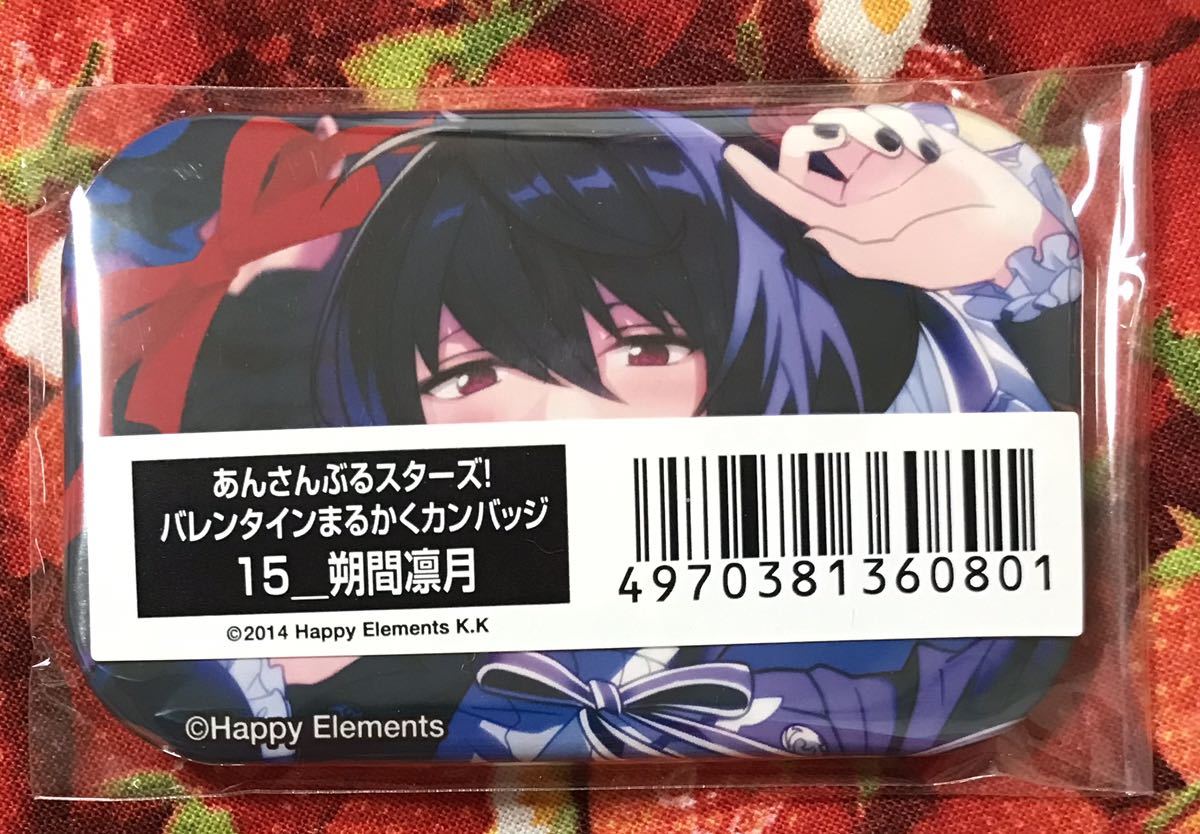 あんさんぶるスターズ!
バレンタインまるかくカンバッジ
15_朔間凛月
©2014 Happy Elements K.K
4970381360801
©Happy Elements